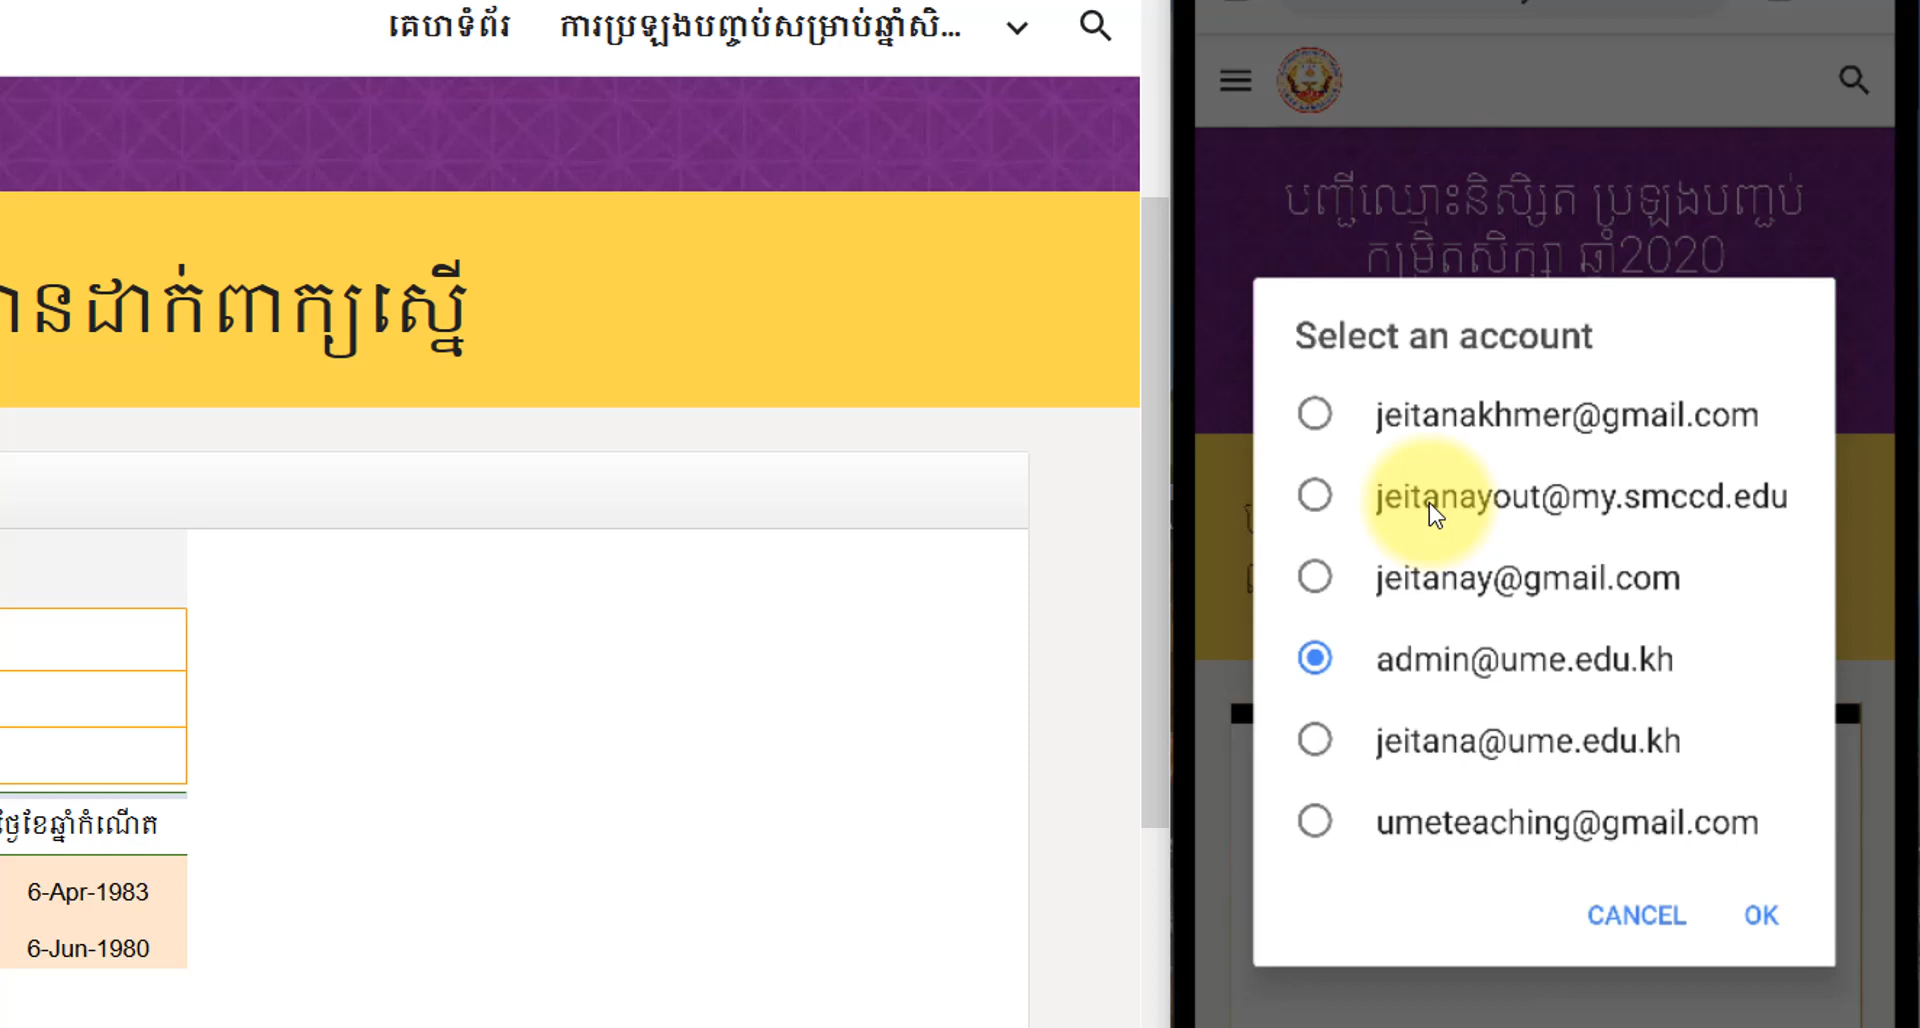 គេហទំព័រ ការប្រឡងបញ្ចប់សម្រាប់ឆ្នាំសិ...
ានដាក់ពាក្យស្នើ
ថ្ងៃខែឆ្នាំកំណើត
6-Apr-1983
6-Jun-1980
បញ្ជីឈ្មោះនិស្សិត ប្រឡងបញ្ចប់
កម្រិតសិក្សា ឆ្នាំ2020
Select an account
jeitanakhmer@gmail.com
jeitanayout@my.smccd.edu
jeitanay@gmail.com
admin@ume.edu.kh
jeitana@ume.edu.kh
umeteaching@gmail.com
CANCEL OK